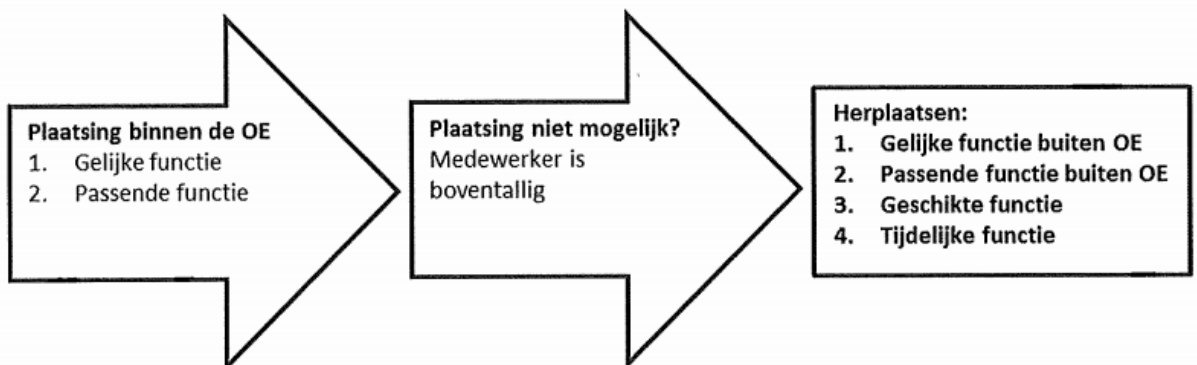 Plaatsing binnen de OE
1. Gelijke functie
2. Passende functie
Plaatsing niet mogelijk?
Medewerker is
boventallig
Herplaatsen:
1. Gelijke functie buiten OE
2. Passende functie buiten OE
3. Geschikte functie
4. Tijdelijke functie